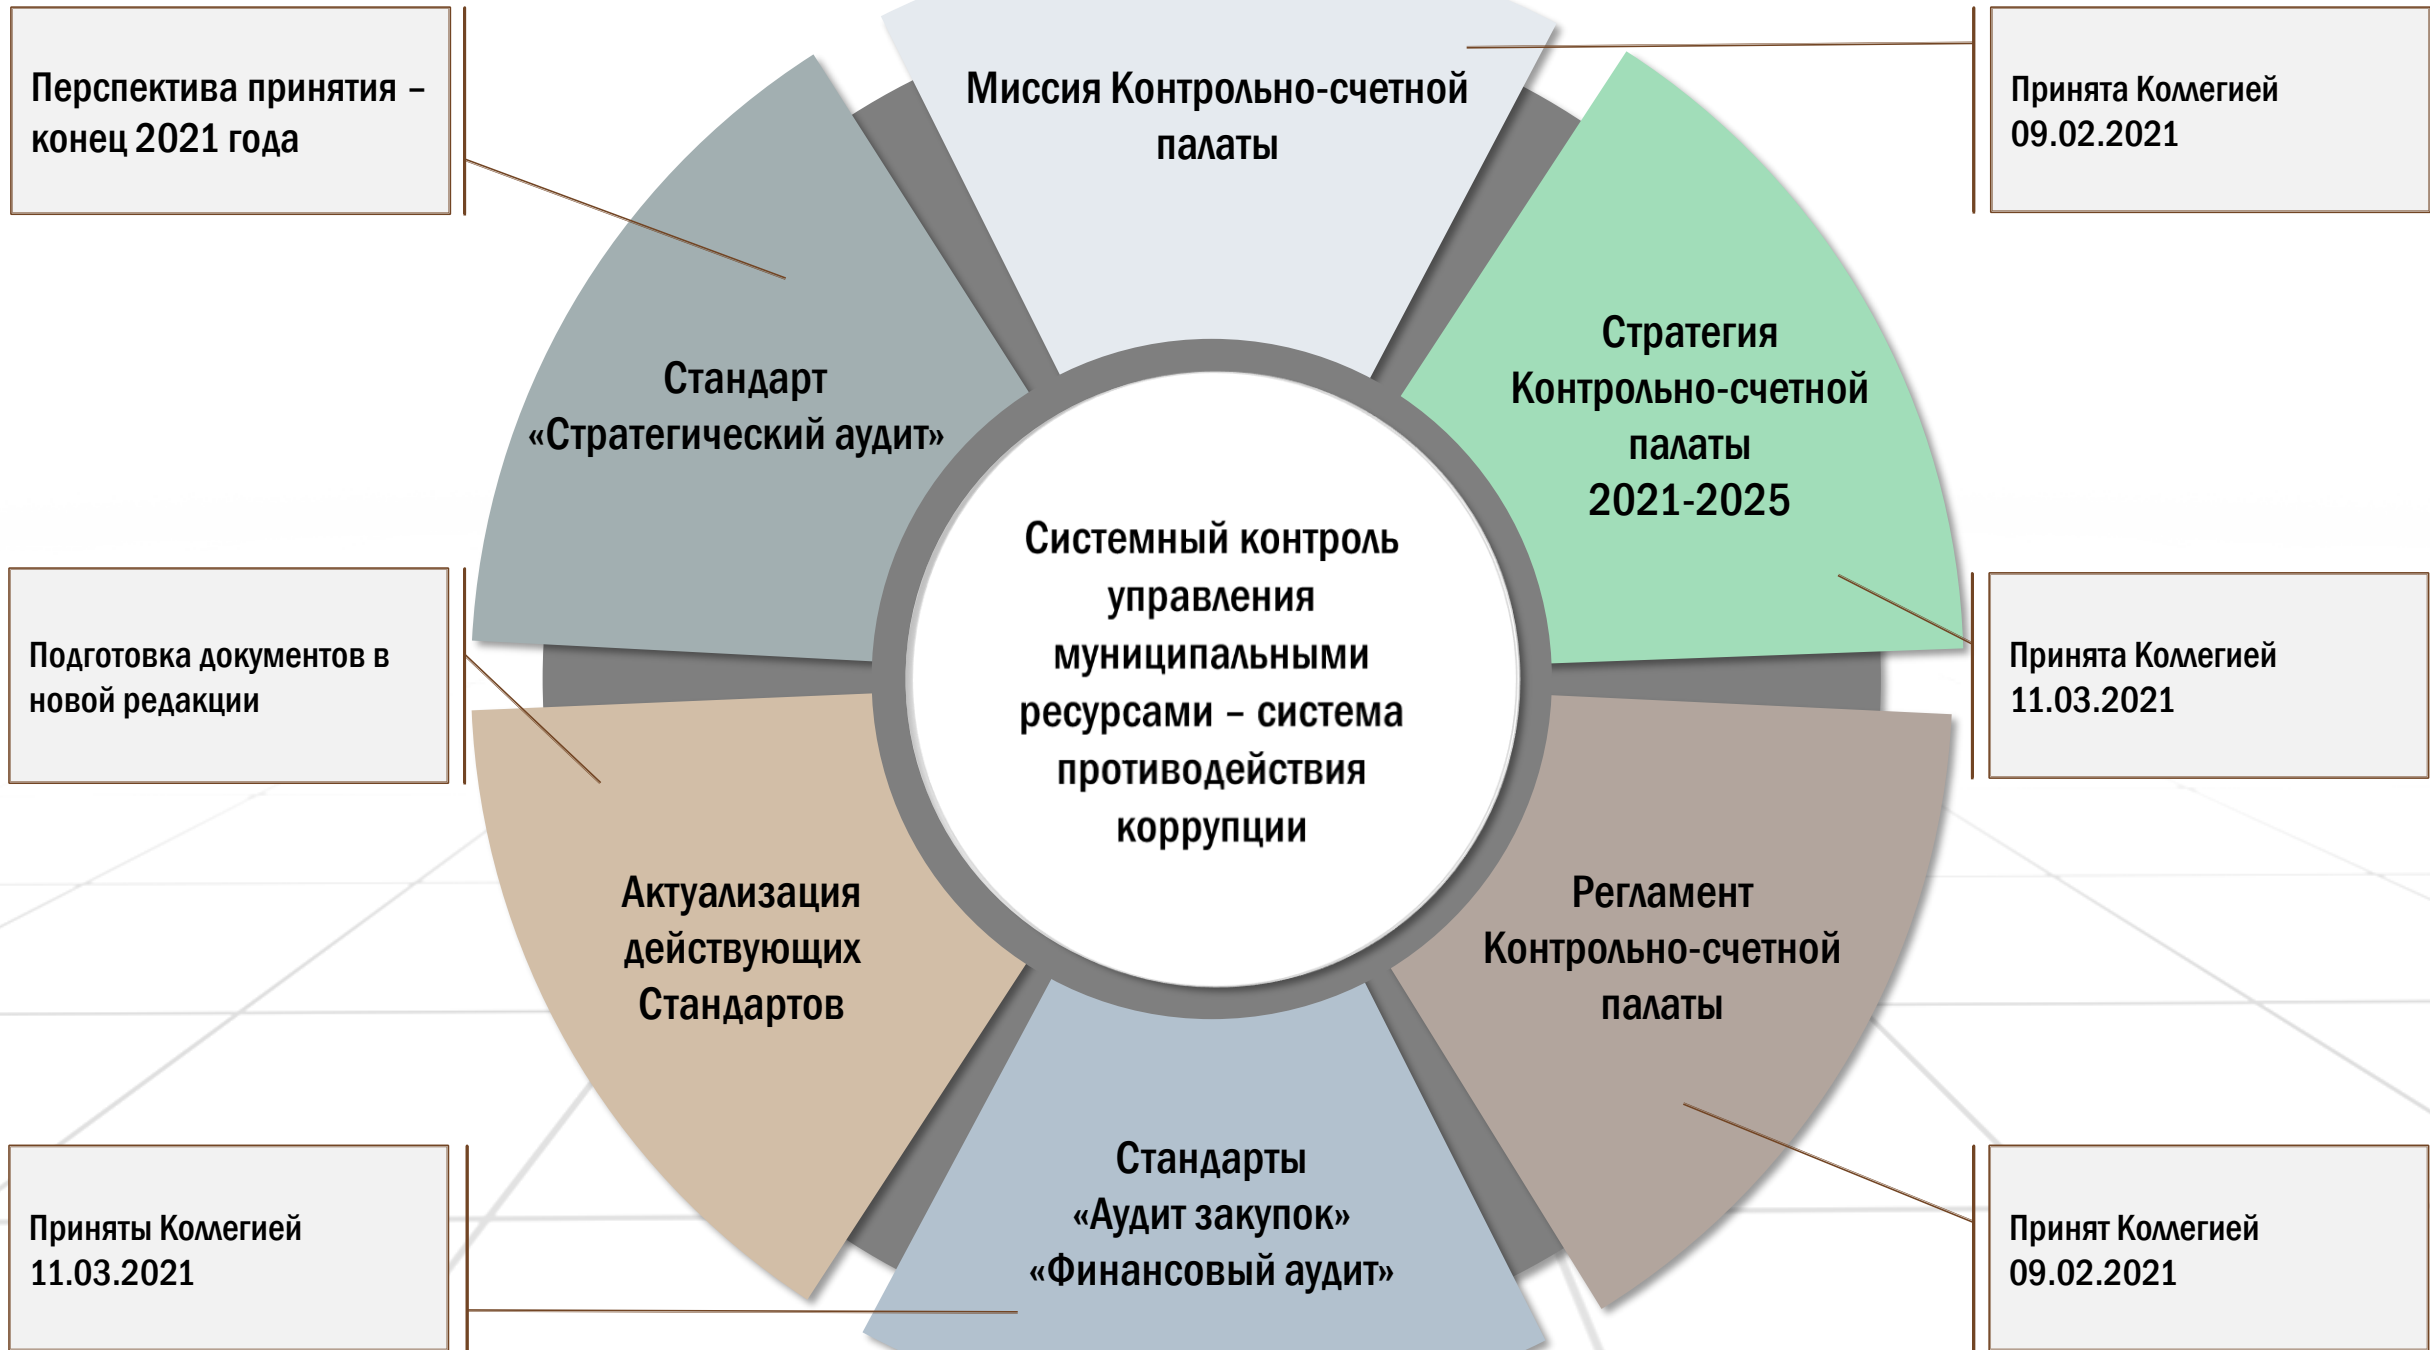 Перспектива принятия –
конец 2021 года
Миссия Контрольно-счетной
палаты
Принята Коллегией
09.02.2021
Стандарт
«Стратегический аудит»
Стратегия
Контрольно-счетной
палаты
2021-2025
Системный контроль
управления
муниципальными
ресурсами – система
противодействия
коррупции
Подготовка документов в
новой редакции
Принята Коллегией
11.03.2021
Актуализация
действующих
Стандартов
Регламент
Контрольно-счетной
палаты
Стандарты
«Аудит закупок»
«Финансовый аудит»
Приняты Коллегией
11.03.2021
Принят Коллегией
09.02.2021